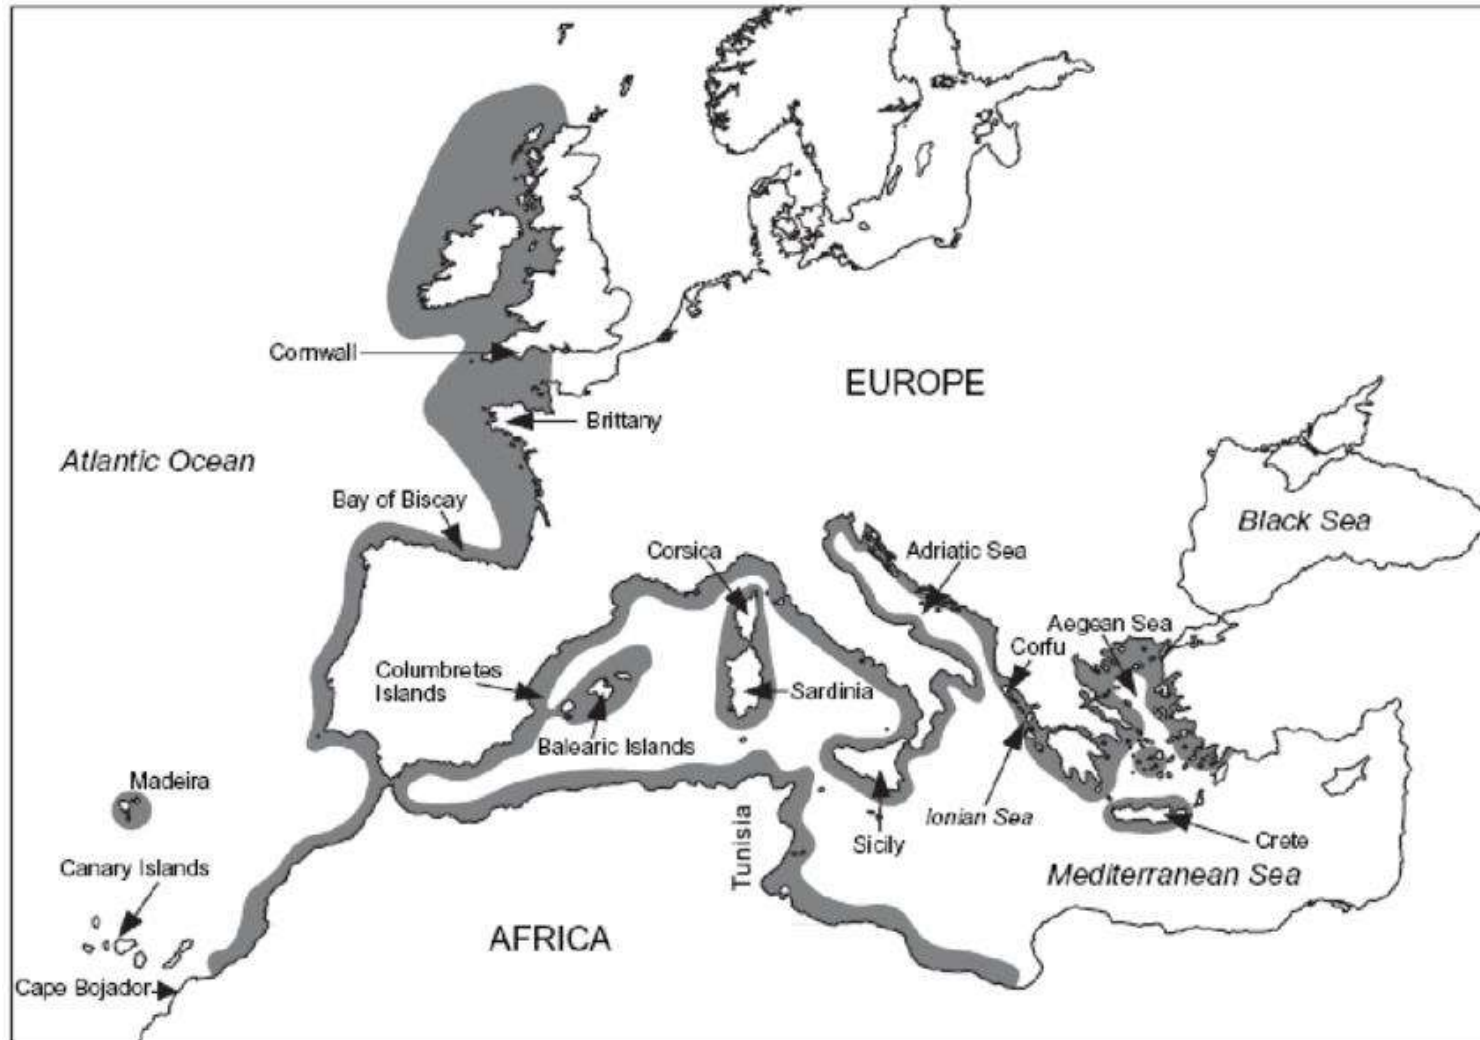 Cornwall
EUROPE
Brittany
Atlantic Ocean
Bay of Biscay
Black Sea
Corsica
Adriatic Sea
Aegean Sea
Corfu
Columbretes
Islands
Sardinia
Balearic Islands
Madeira
Ionian Sea
Tunisia
Sicily
Crete
Canary Islands
Mediterranean Sea
AFRICA
Cape Bojador